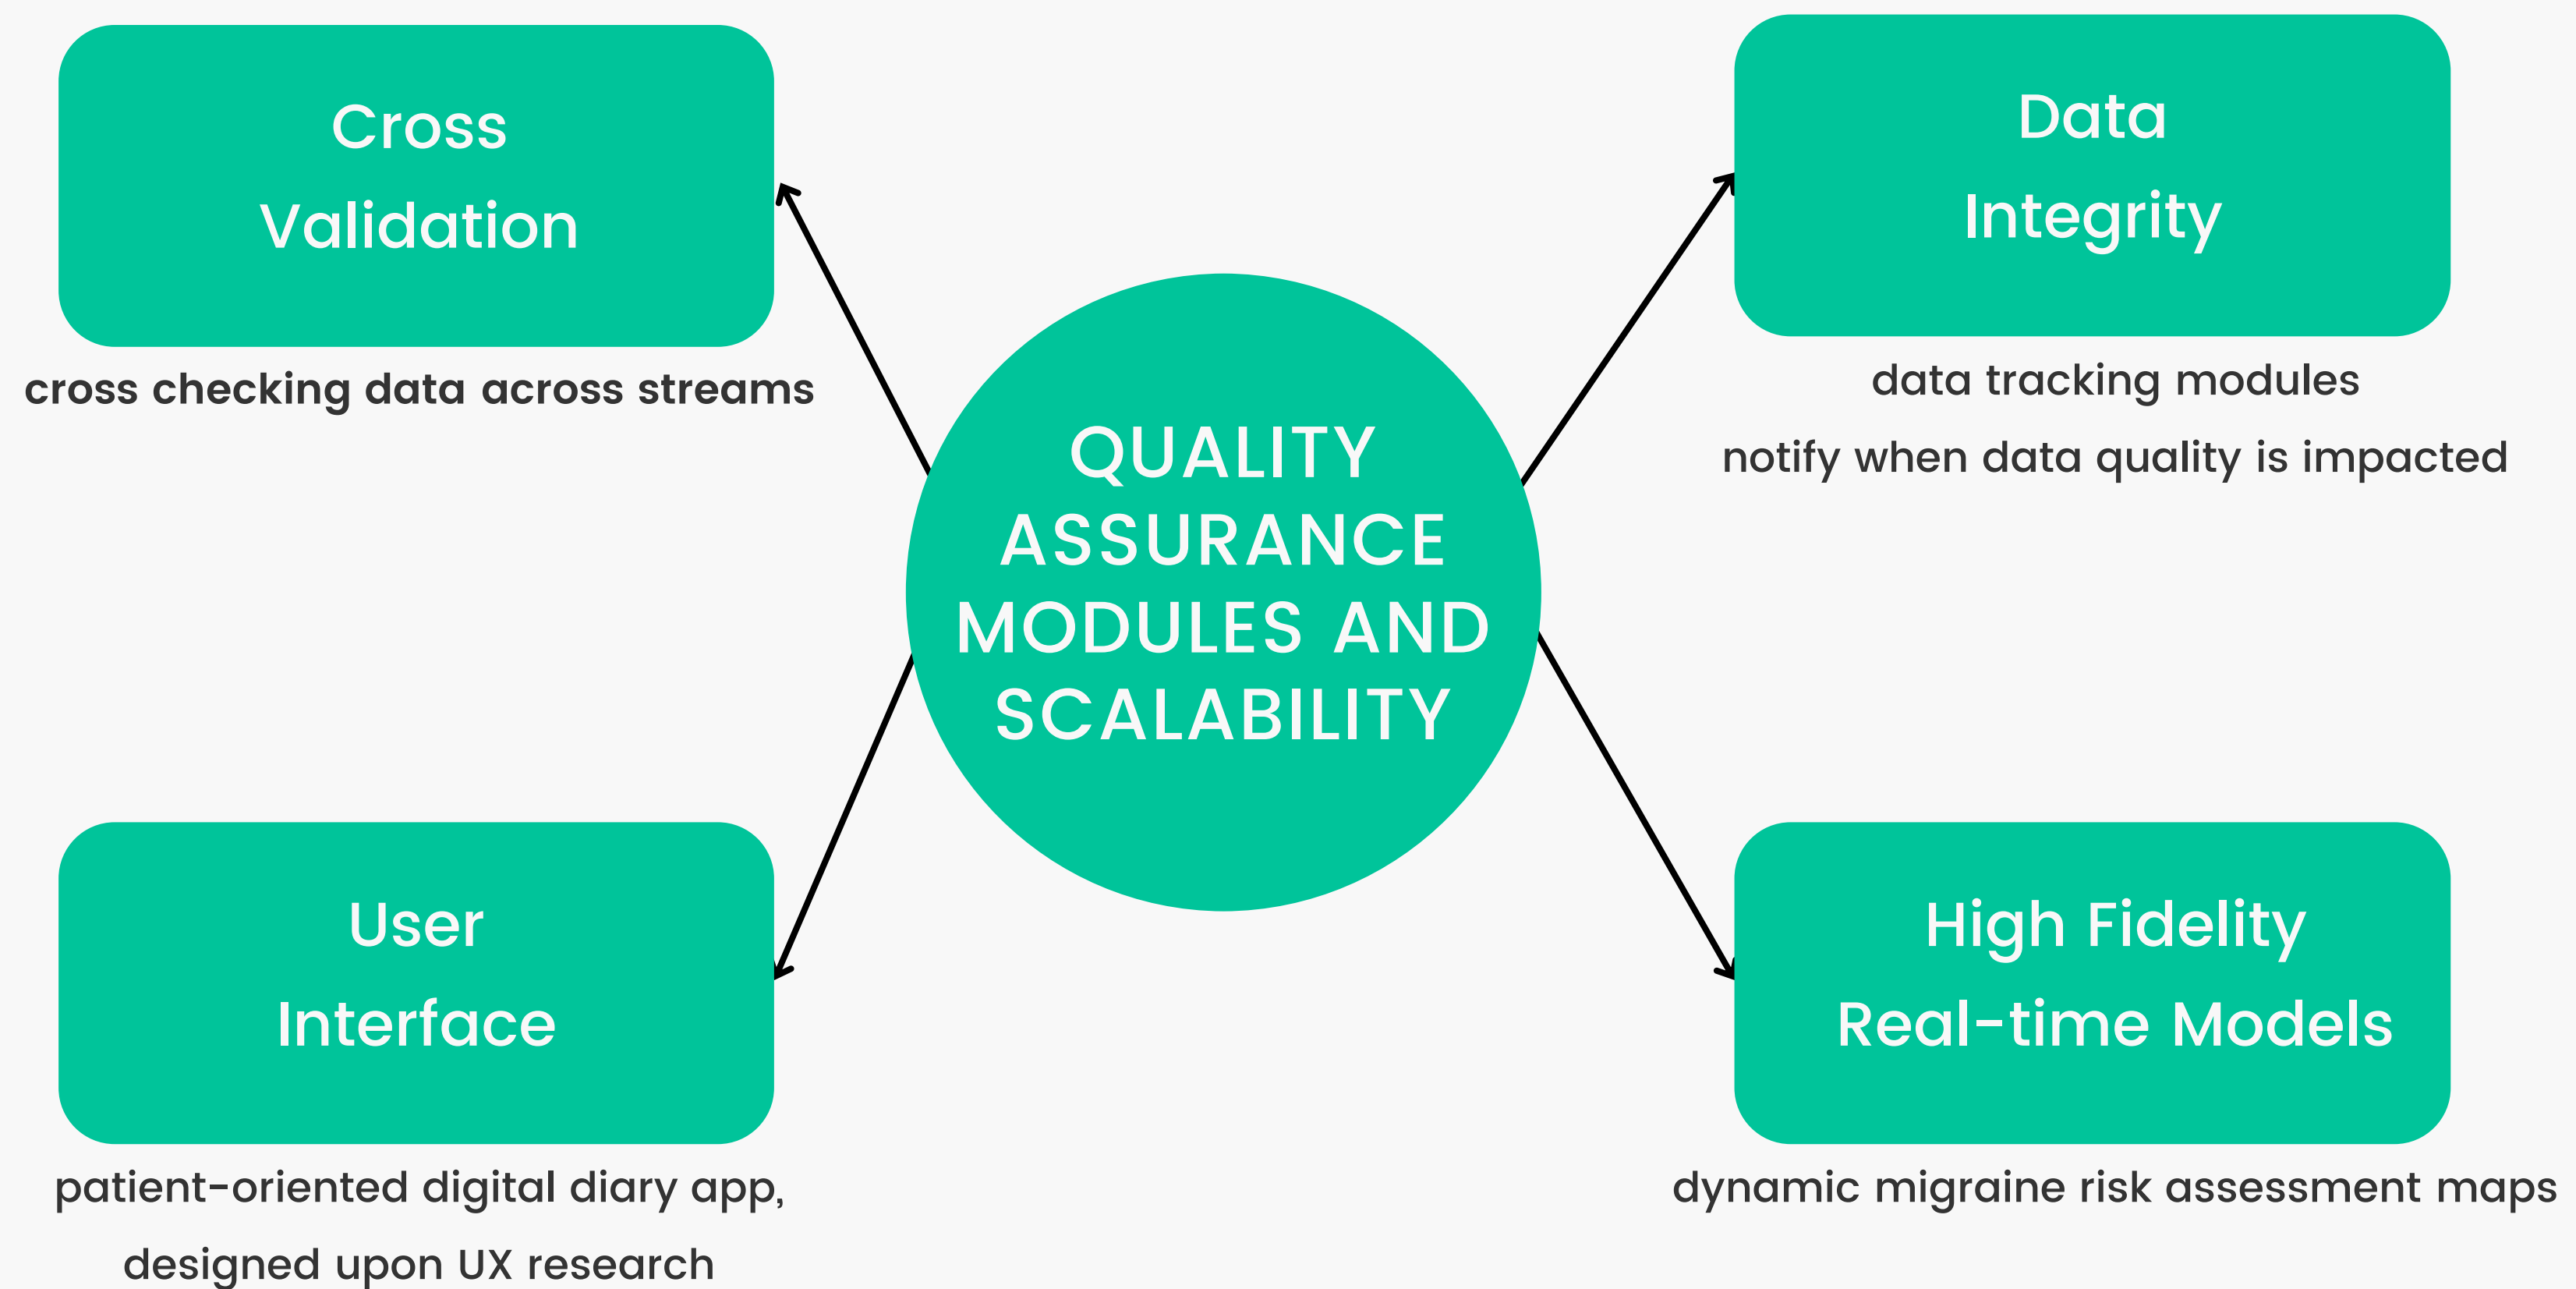 Cross
Validation
cross checking data across streams
Data
Integrity
data tracking modules
notify when data quality is impacted
QUALITY
ASSURANCE
MODULES AND
SCALABILITY
User
Interface
patient-oriented digital diary app,
designed upon UX research
High Fidelity
Real-time Models
dynamic migraine risk assessment maps